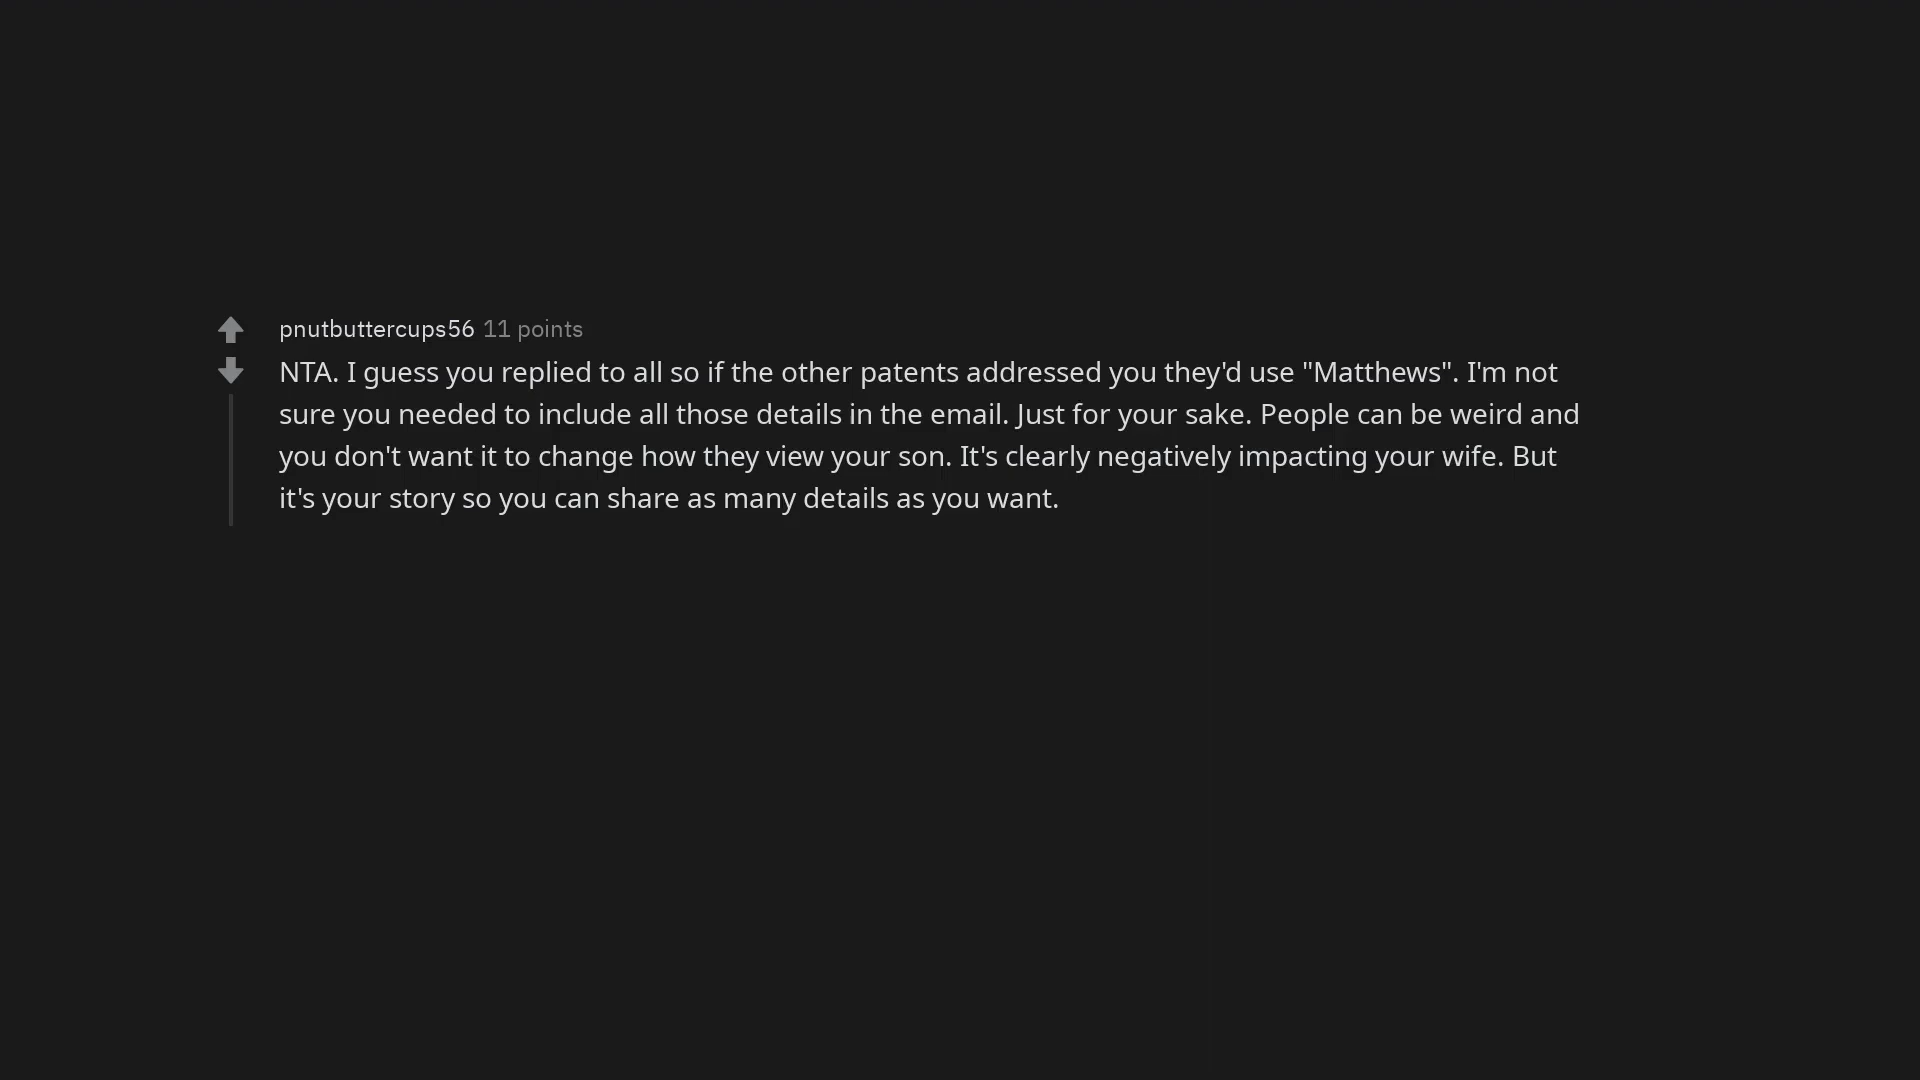 pnutbuttercups56 11 points
NTA. I guess you replied to all so if the other patents addressed you they'd use "Matthews". I'm not
sure you needed to include all those details in the email. Just for your sake. People can be weird and
you don't want it to change how they view your son. It's clearly negatively impacting your wife. But
it's your story so you can share as many details as you want.